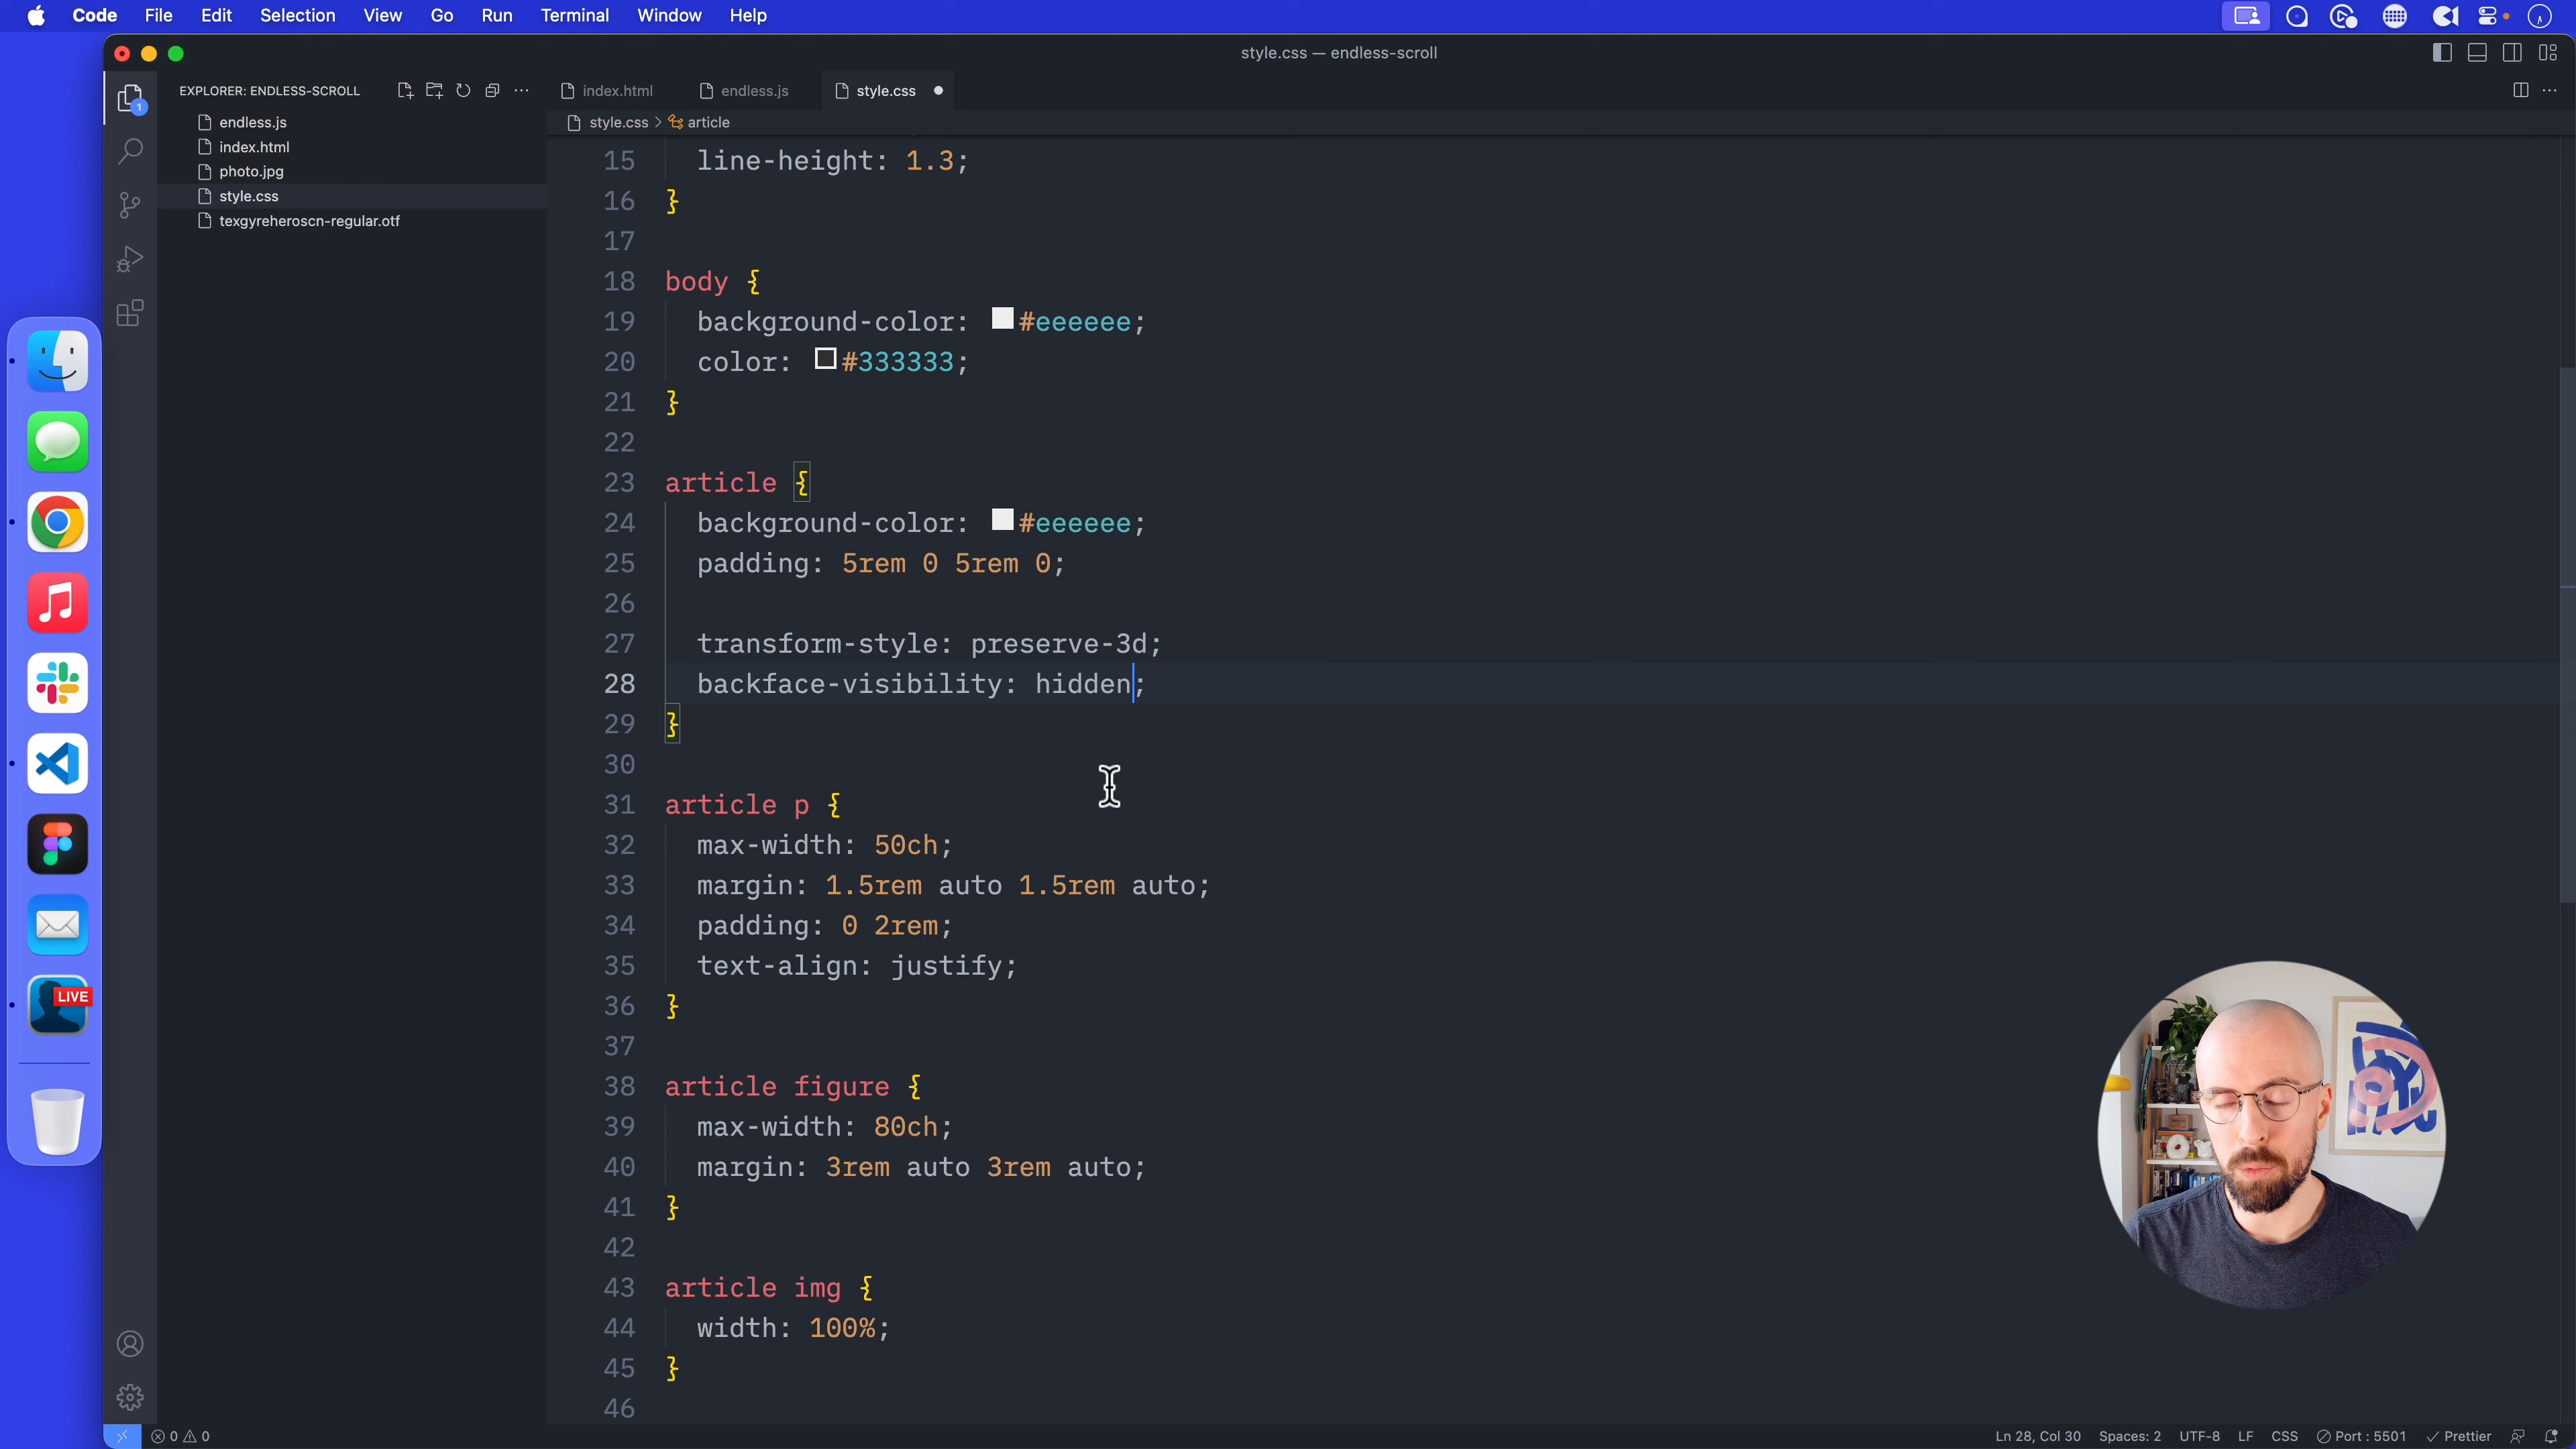 Code File Edit Selection View Go Run Terminal Window Help
style.css — endless-scroll
EXPLORER: ENDLESS-SCROLL
index.html
endless.js
style.css
style.css > article
endless.js
index.html
photo.jpg
style.css
texgyreheroscn-regular.otf
1
15 line-height: 1.3;
16 }
17
18 body {
19 background-color: #eeeeee;
20 color: #333333;
21 }
22
23 article {
24 background-color: #eeeeee;
25 padding: 5rem 0 5rem 0;
26
27 transform-style: preserve-3d;
28 backface-visibility: hidden;
29 }
30
31 article p {
32 max-width: 50ch;
33 margin: 1.5rem auto 1.5rem auto;
34 padding: 0 2rem;
35 text-align: justify;
36 }
37
38 article figure {
39 max-width: 80ch;
40 margin: 3rem auto 3rem auto;
41 }
42
43 article img {
44 width: 100%;
45 }
46
LIVE
0 0
Ln 28, Col 30 Spaces: 2 UTF-8 LF CSS Port : 5501 Prettier